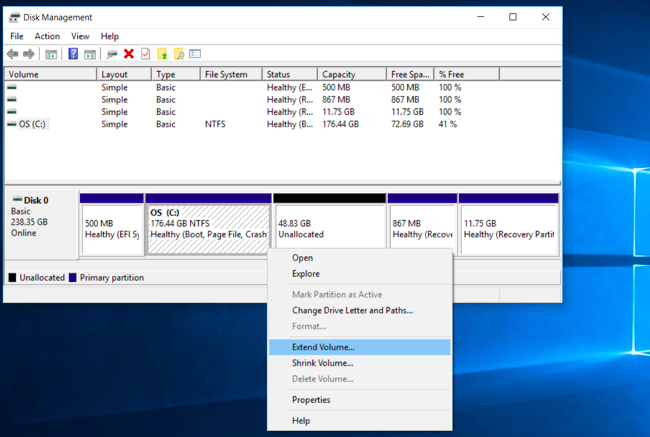 Disk Management
File Action View Help
Volume Layout Type File System Status Capacity Free Spa... % Free
Simple Basic Healthy (E... 500 MB 500 MB 100 %
Simple Basic Healthy (R... 867 MB 867 MB 100 %
Simple Basic Healthy (R... 11.75 GB 11.75 GB 100 %
OS (C:) Simple Basic NTFS Healthy (B... 176.44 GB 72.69 GB 41 %
Disk 0
Basic
238.35 GB
Online
500 MB
Healthy (EFI Sy
OS (C:)
176.44 GB NTFS
Healthy (Boot, Page File, Crash
48.83 GB
Unallocated
867 MB
Healthy (Recove
11.75 GB
Healthy (Recovery Partit
Unallocated Primary partition
Open
Explore
Mark Partition as Active
Change Drive Letter and Paths...
Format...
Extend Volume...
Shrink Volume...
Delete Volume...
Properties
Help